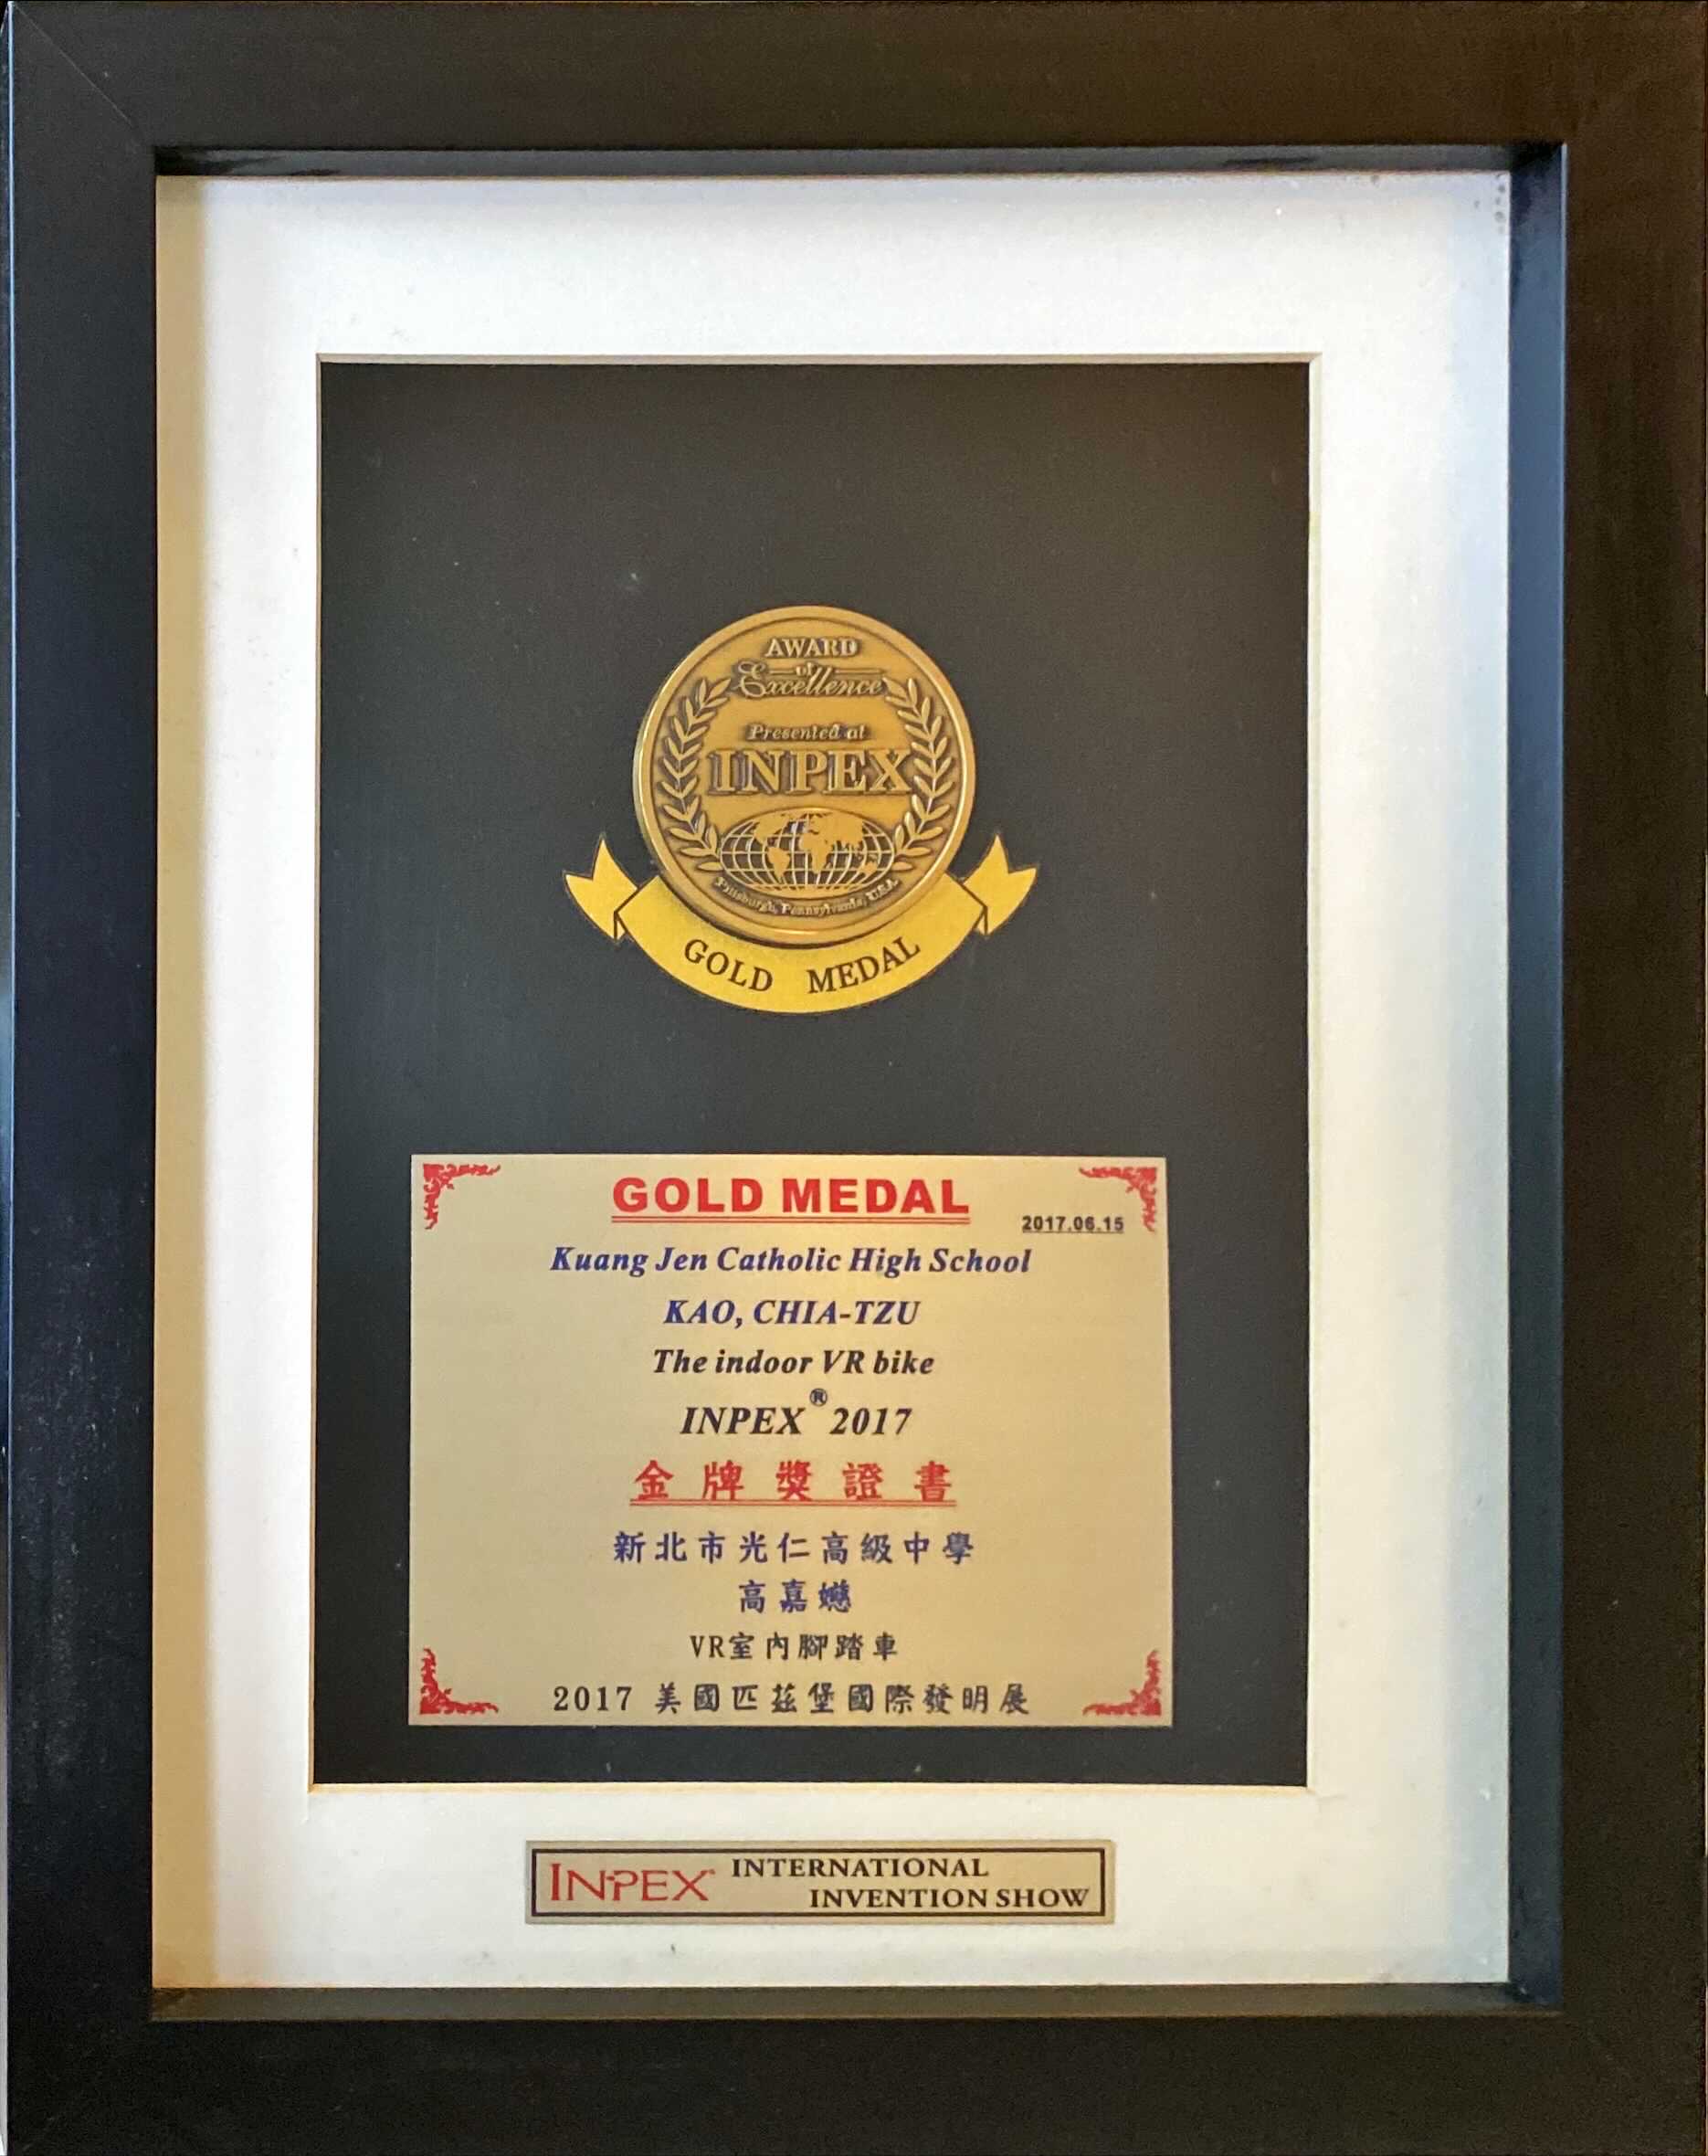 AWARD
of
Excellence
Presented at
INPEX
Pittsburgh, Pennsylvania, USA
GOLD MEDAL
GOLD MEDAL
2017.06.15
Kuang Jen Catholic High School
KAO, CHIA-TZU
The indoor VR bike
INPEX® 2017
金牌獎證書
新北市光仁高級中學
高嘉
VR室內腳踏車
2017 美國匹茲堡國際發明展
INPEX INTERNATIONAL
INVENTION SHOW